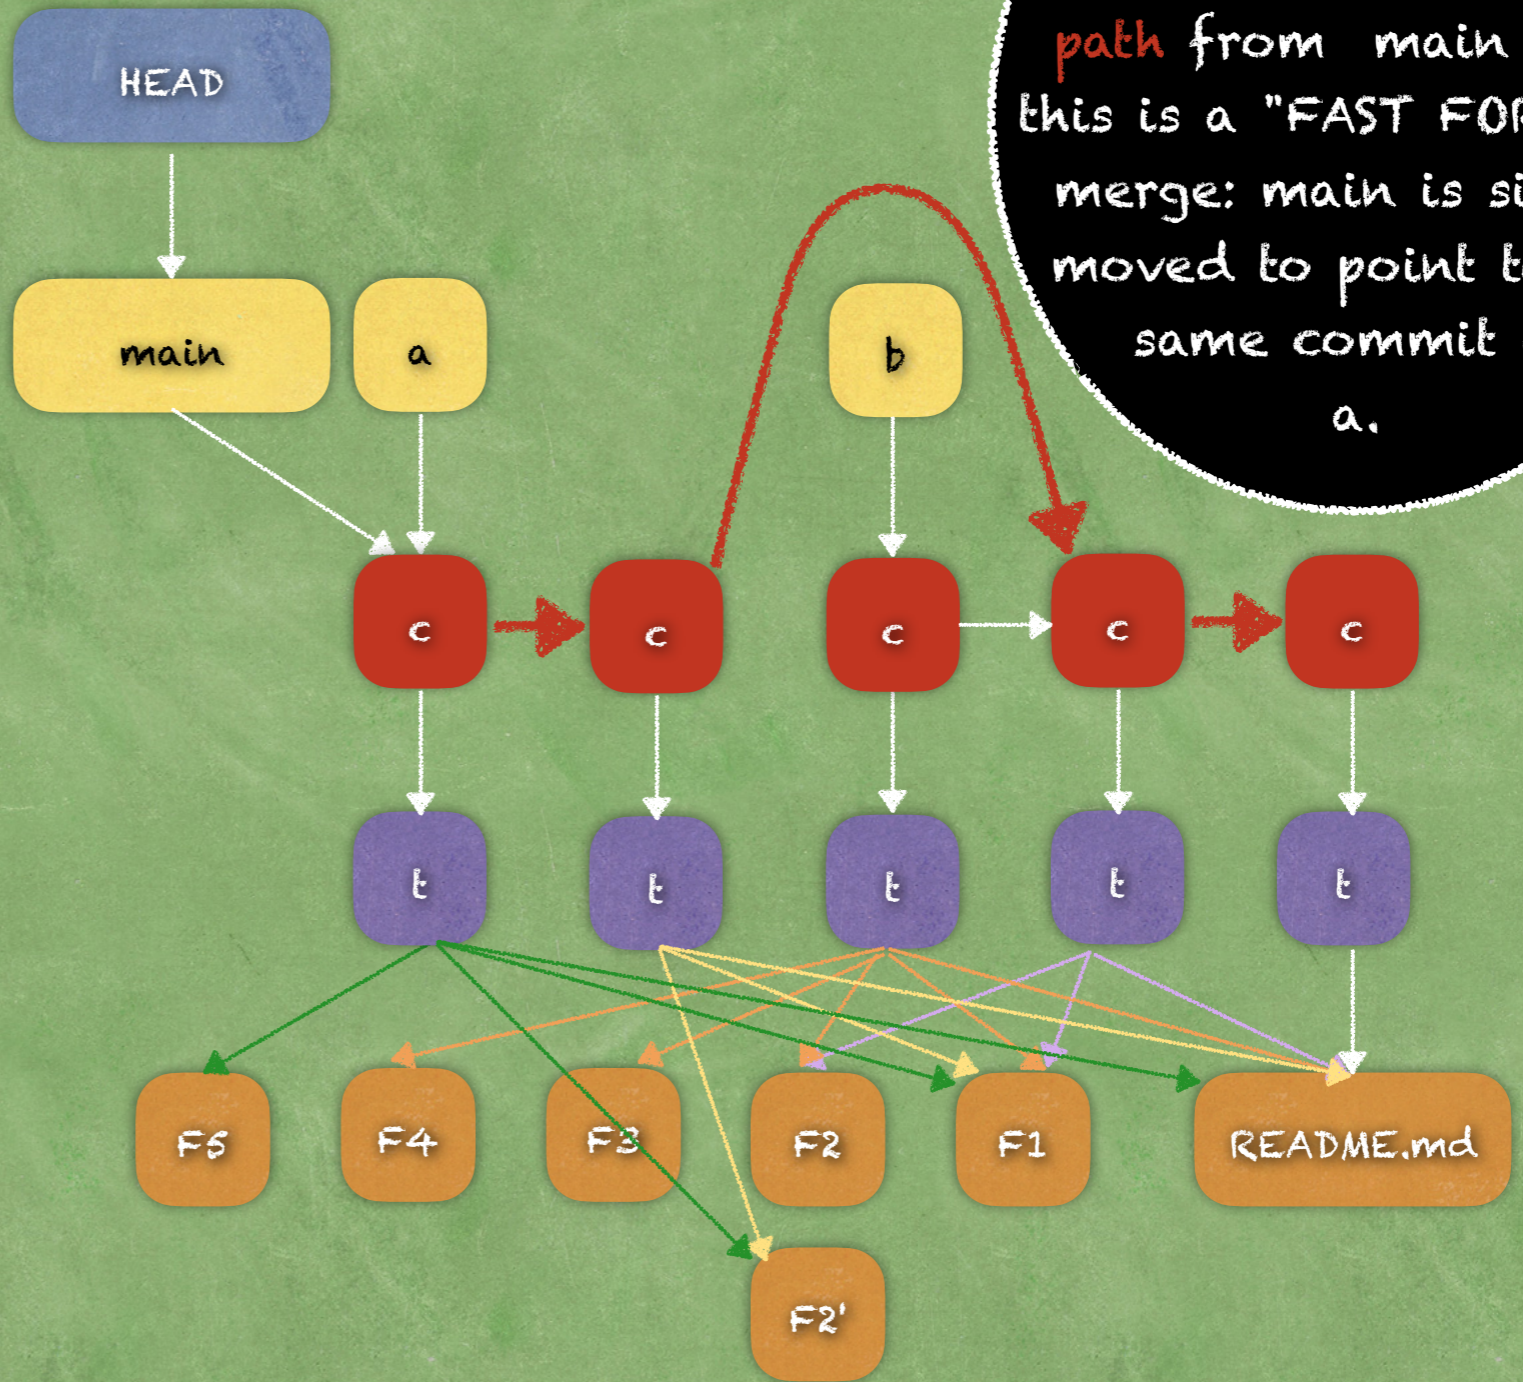 HEAD
path from main
this is a "FAST FOR
merge: main is si
moved to point t
same commit
a.
main
a
b
c
c
c
c
c
t
t
t
t
t
F5
F4
F3
F2
F1
README.md
F2'